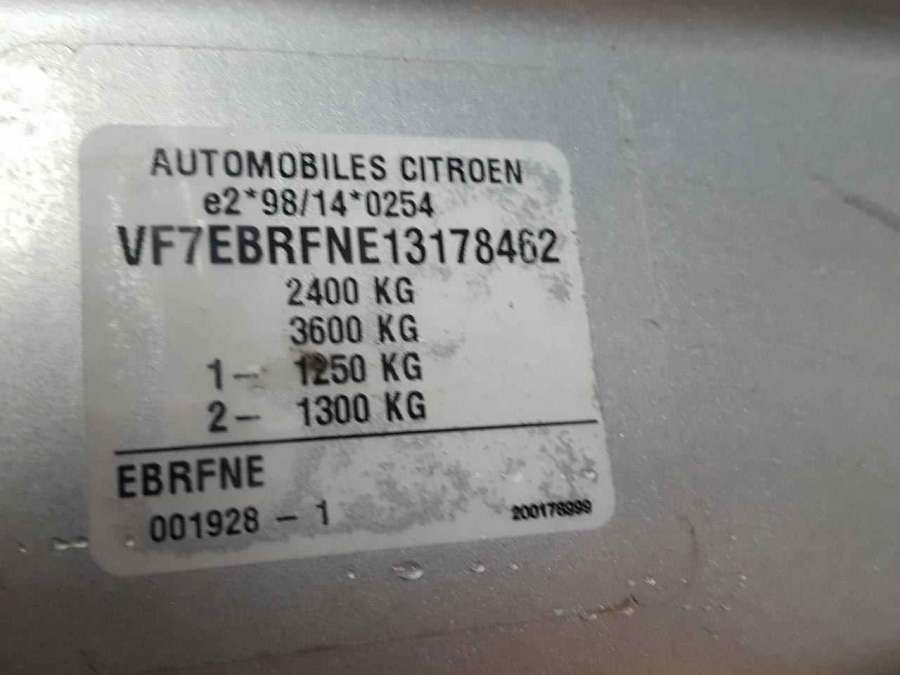 AUTOMOBILES CITROEN
e2*98/14*0254
VF7EBRFNE13178462
2400 KG
3600 KG
1- 1250 KG
2- 1300 KG
EBRFNE
001928 - 1
200178999